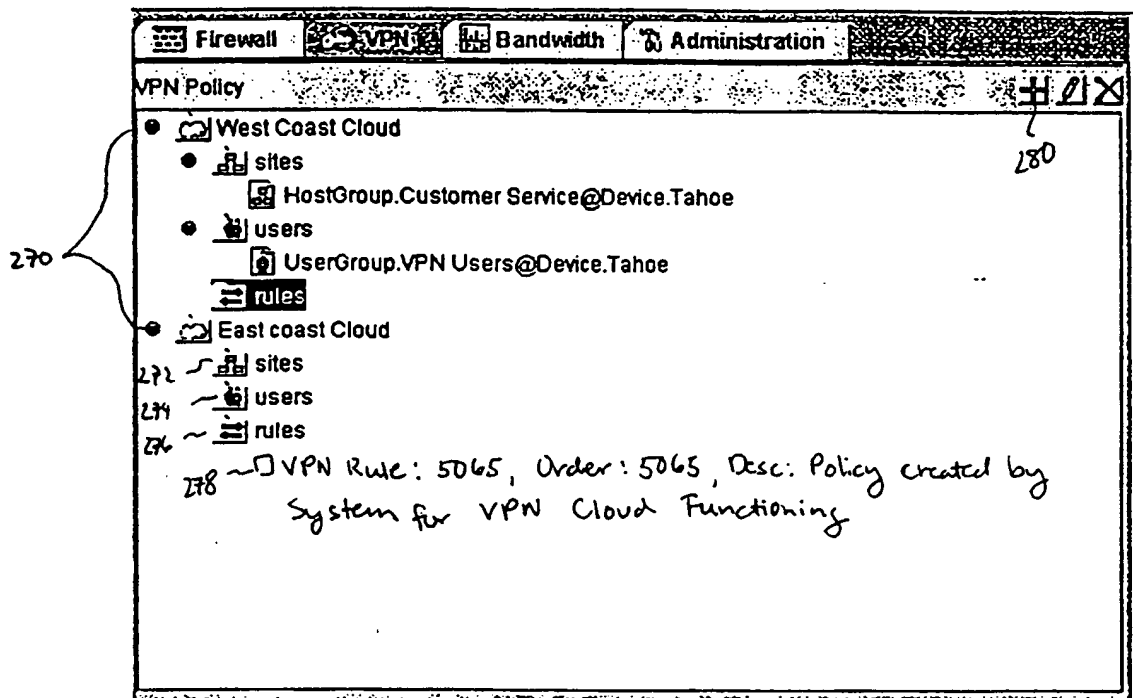 Firewall VPN Bandwidth Administration
VPN Policy
280
West Coast Cloud
sites
HostGroup.Customer Service@Device.Tahoe
users
270
UserGroup.VPN Users@Device.Tahoe
rules
East coast Cloud
272 sites
274 users
276 rules
278 VPN Rule: 5065, Order: 5065, Desc: Policy created by
System for VPN Cloud Functioning